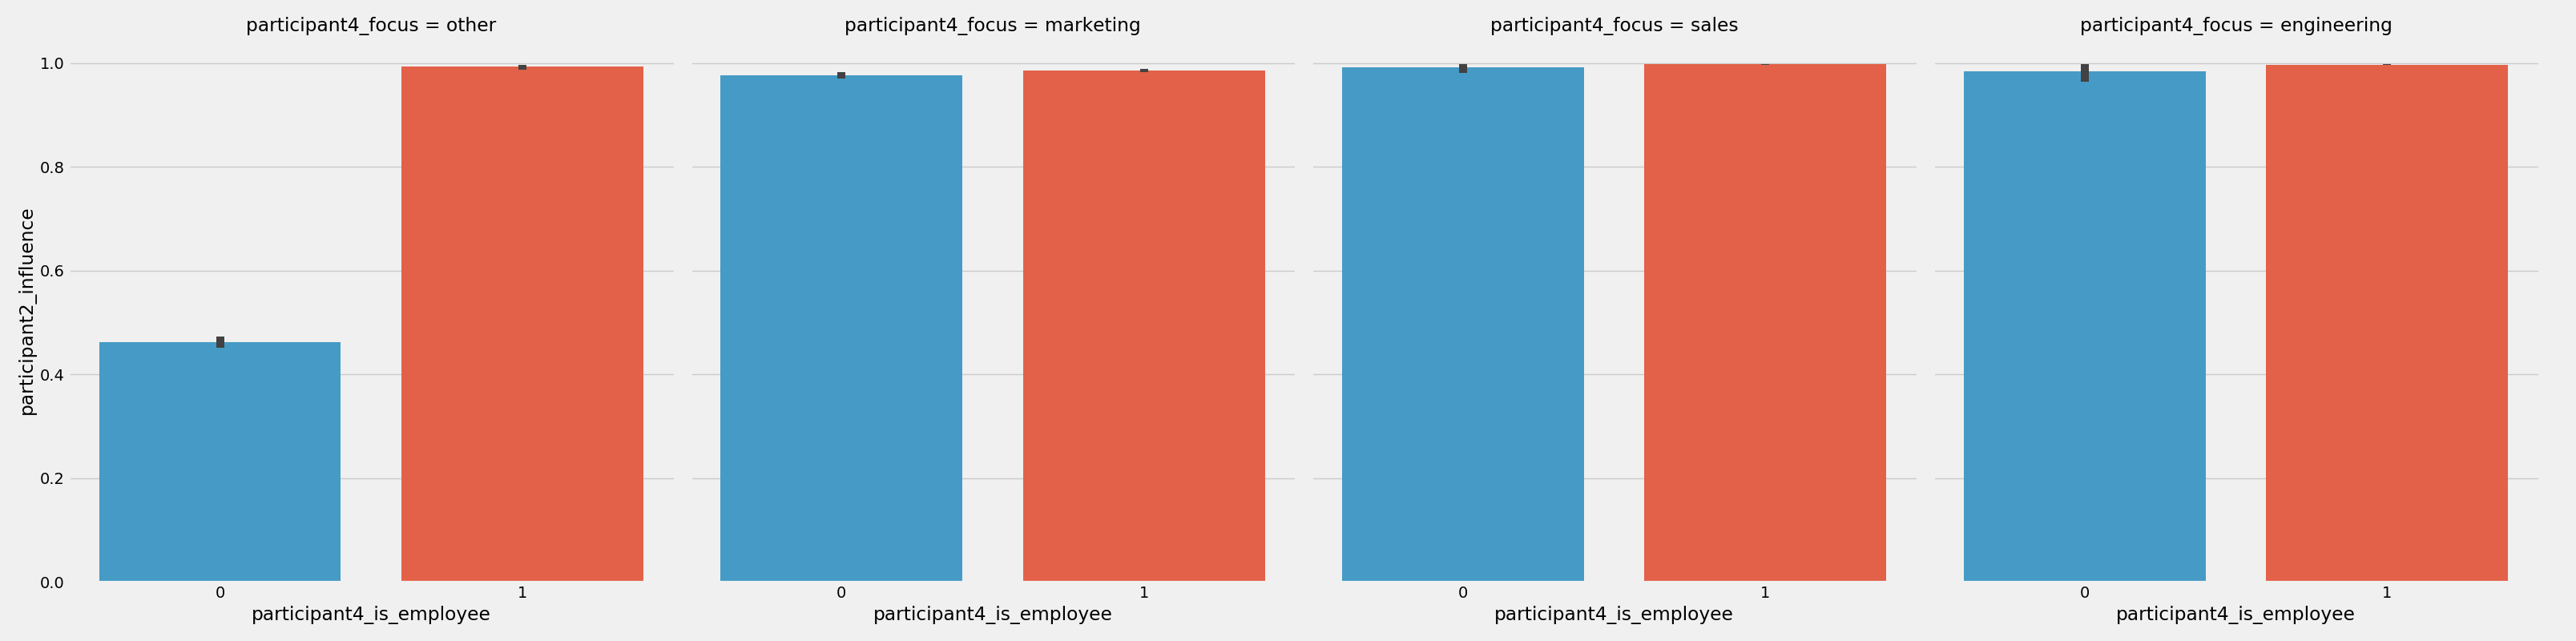 participant4_focus = other
participant4_focus = marketing
participant4_focus = sales
participant4_focus = engineering
1.0
0.8
0.6
0.4
0.2
0.0
participant2_influence
0 1
0 1
0 1
0 1
participant4_is_employee
participant4_is_employee
participant4_is_employee
participant4_is_employee